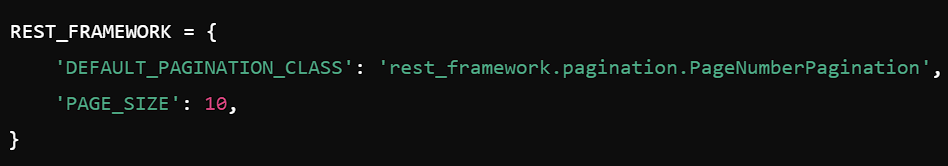 REST_FRAMEWORK = {
    'DEFAULT_PAGINATION_CLASS': 'rest_framework.pagination.PageNumberPagination',
    'PAGE_SIZE': 10,
}